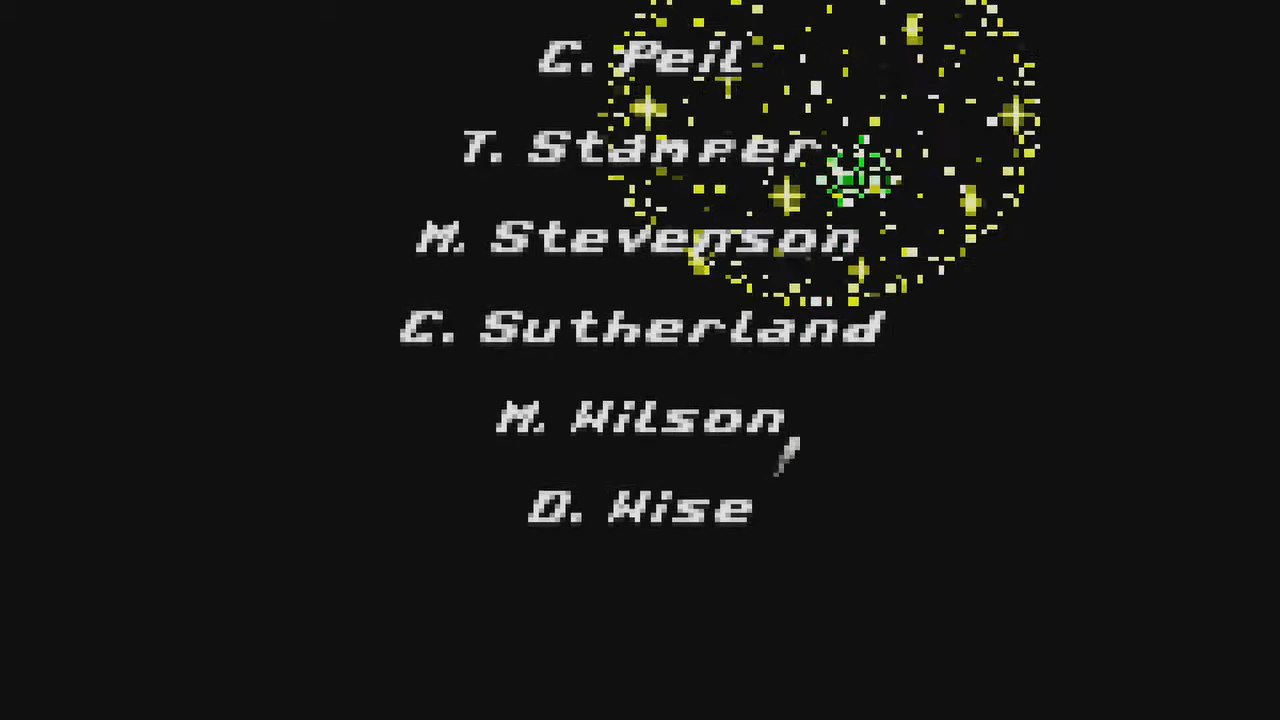 C. Peil
T. Stamper
M. Stevenson
C. Sutherland
M. Wilson
D. Wise